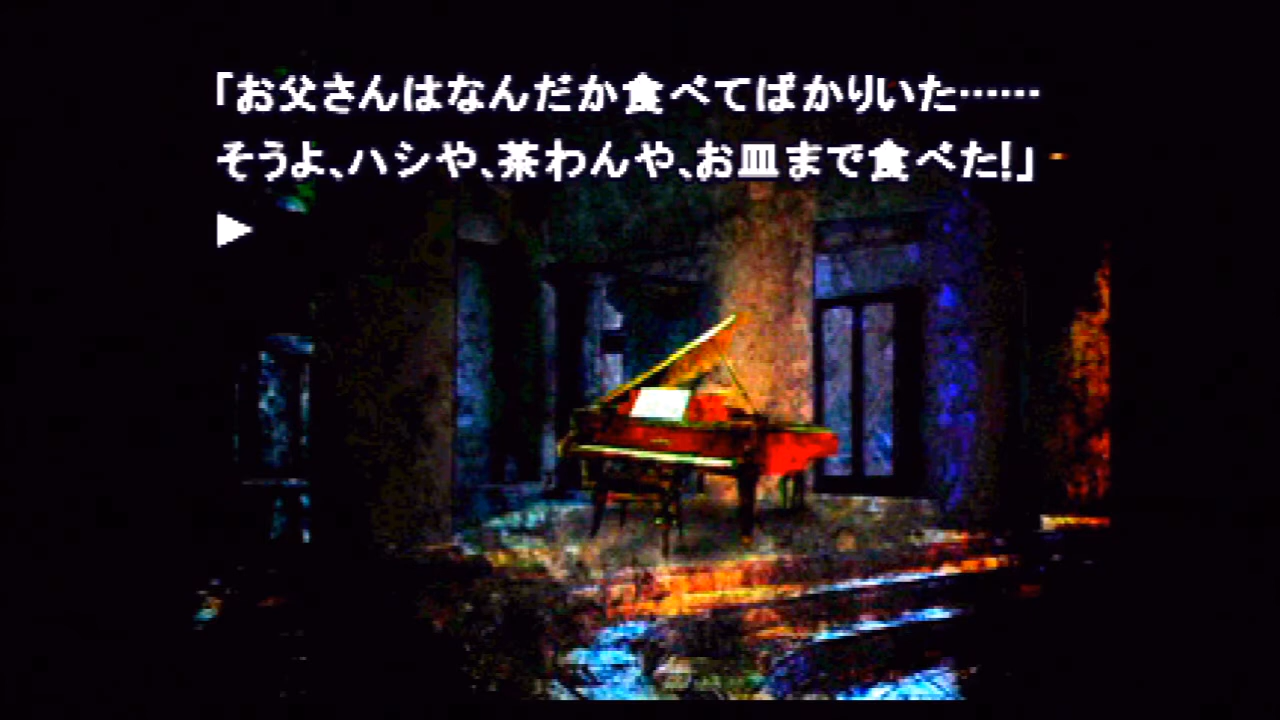 「お父さんはなんだか食べてばかりいた……
そうよ、ハシや、茶わんや、お皿まで食べた!」
▶